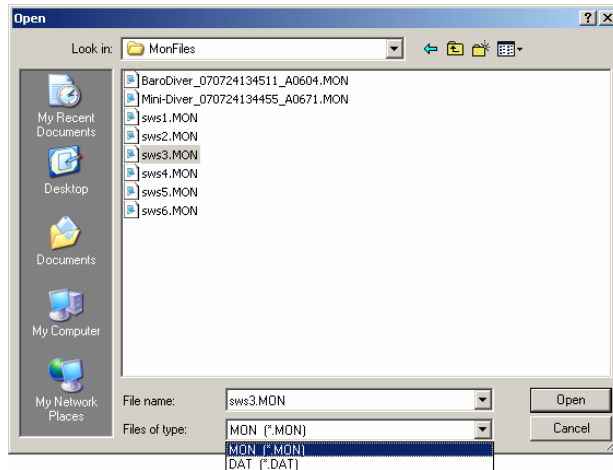 Open
Look in:
MonFiles
My Recent
Documents
Desktop
Documents
My Computer
My Network
Places
BaroDiver_070724134511_A0604.MON
Mini-Diver_070724134455_A0671.MON
sws1.MON
sws2.MON
sws3.MON
sws4.MON
sws5.MON
sws6.MON
File name:
sws3.MON
Open
Files of type:
MON (*.MON)
Cancel
MON (*.MON)
DAT (*.DAT)